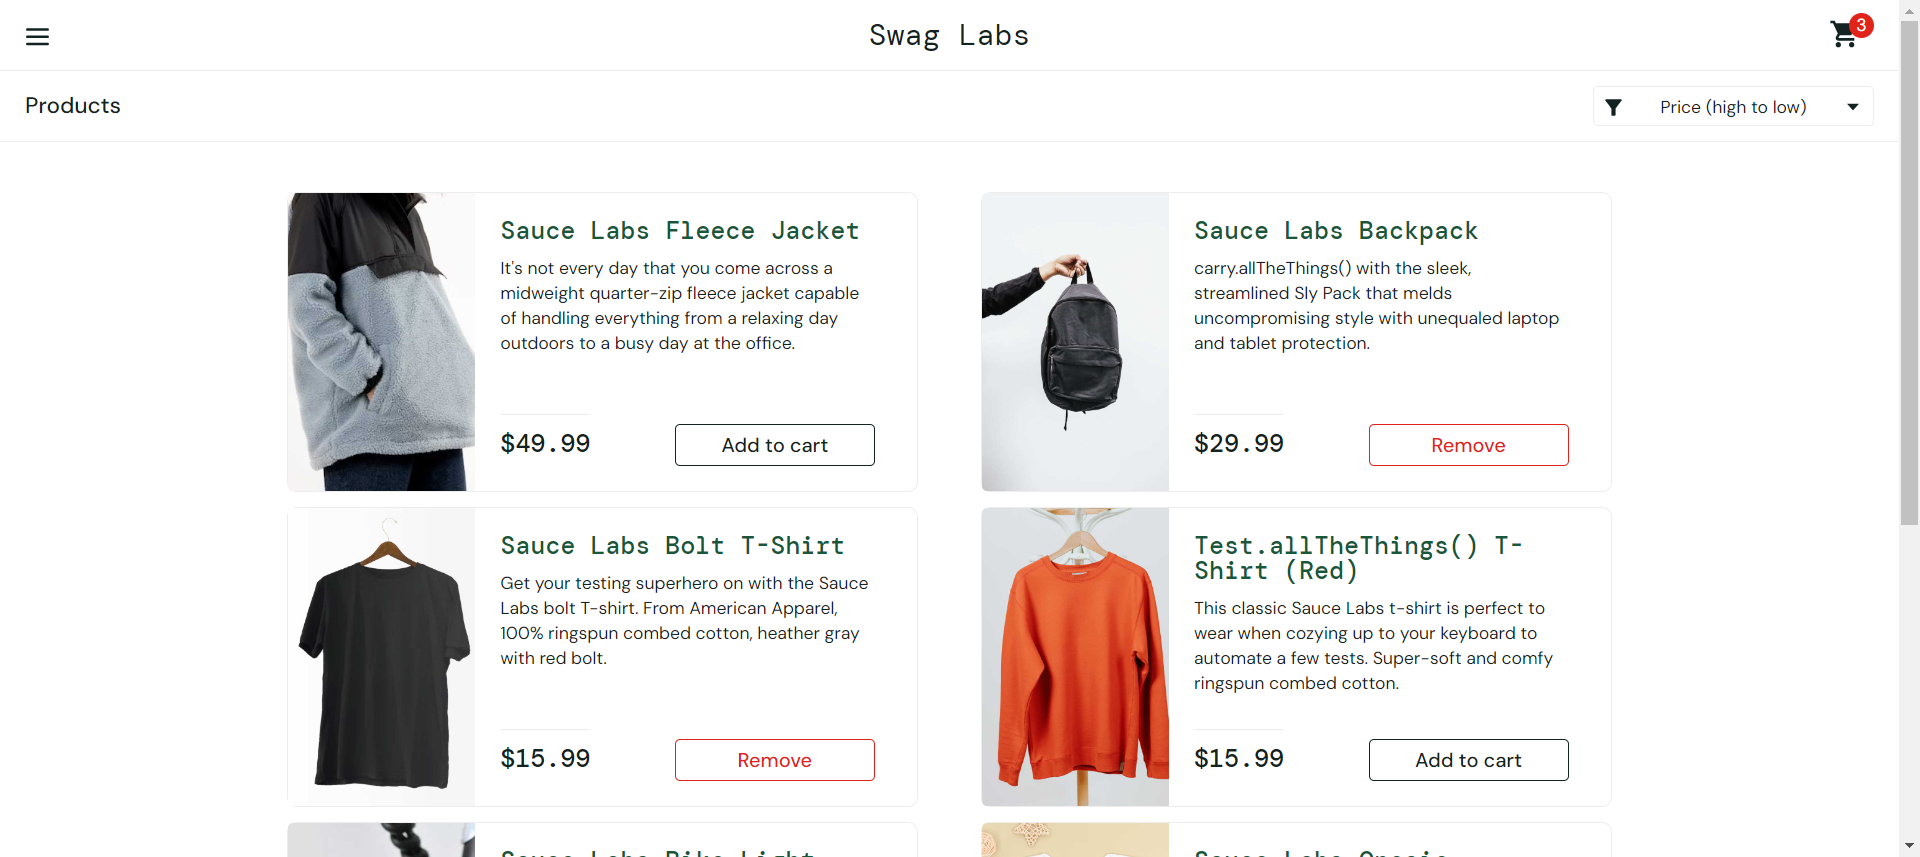 Swag Labs
3
Products
Price (high to low)
Sauce Labs Fleece Jacket
It's not every day that you come across a
midweight quarter-zip fleece jacket capable
of handling everything from a relaxing day
outdoors to a busy day at the office.
$49.99
Add to cart
Sauce Labs Backpack
carry.allTheThings() with the sleek,
streamlined Sly Pack that melds
uncompromising style with unequaled laptop
and tablet protection.
$29.99
Remove
Sauce Labs Bolt T-Shirt
Get your testing superhero on with the Sauce
Labs bolt T-shirt. From American Apparel,
100% ringspun combed cotton, heather gray
with red bolt.
$15.99
Remove
Test.allTheThings() T-
Shirt (Red)
This classic Sauce Labs t-shirt is perfect to
wear when cozying up to your keyboard to
automate a few tests. Super-soft and comfy
ringspun combed cotton.
$15.99
Add to cart
Sauce Labs Bike Light
Sauce Labs Onesie